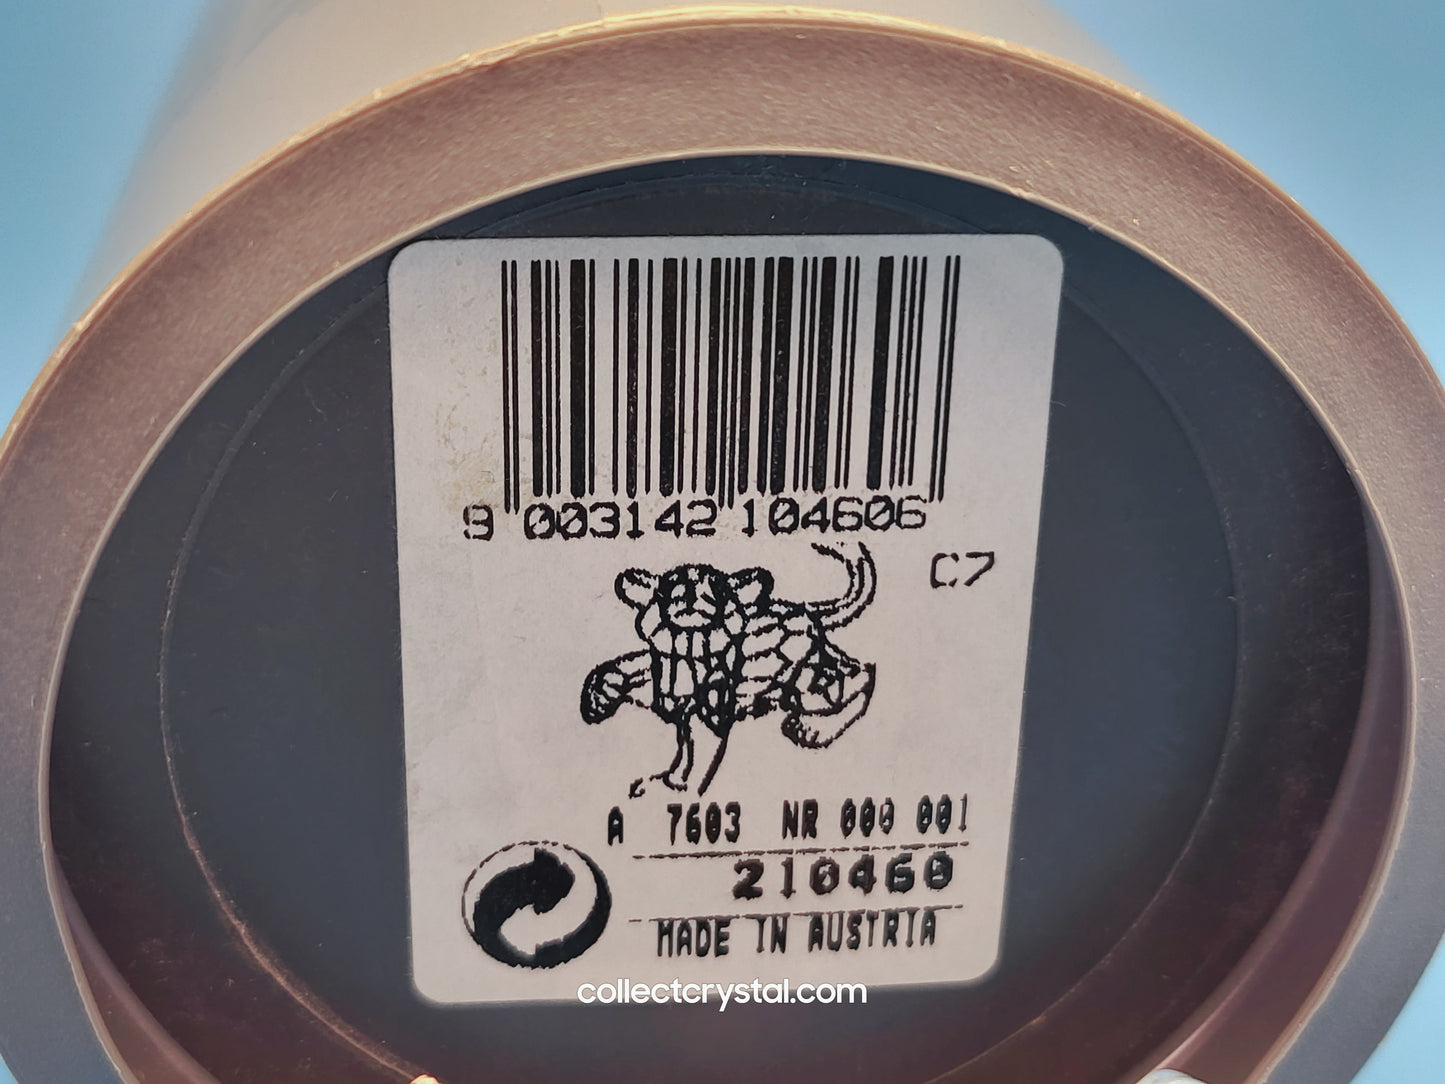 9 003142 104606
C7
A 7603 NR 000 001
210460
MADE IN AUSTRIA
collectcrystal.com